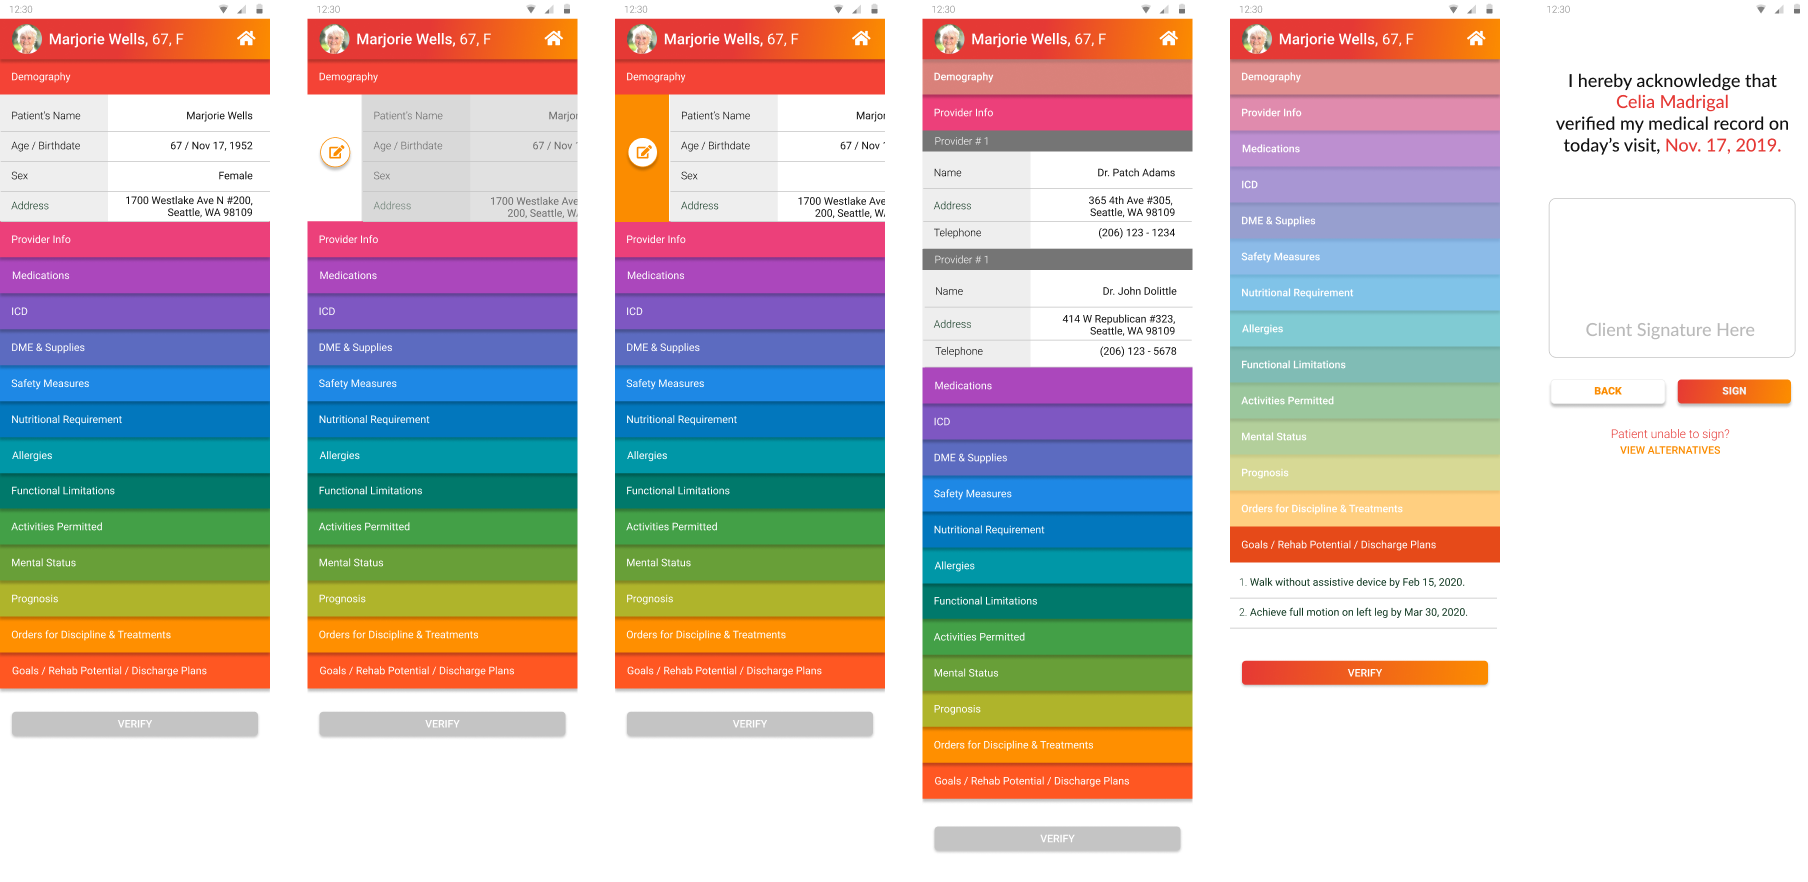 12:30
Marjorie Wells, 67, F
Demography
Patient's Name Marjorie Wells
Age / Birthdate 67 / Nov 17, 1952
Sex Female
Address 1700 Westlake Ave N #200,
Seattle, WA 98109
Provider Info
Medications
ICD
DME & Supplies
Safety Measures
Nutritional Requirement
Allergies
Functional Limitations
Activities Permitted
Mental Status
Prognosis
Orders for Discipline & Treatments
Goals / Rehab Potential / Discharge Plans
VERIFY
12:30
Marjorie Wells, 67, F
Demography
Patient's Name Marjor
Age / Birthdate 67 / Nov 1
Sex
Address 1700 Westlake Ave
200, Seattle, WA
Provider Info
Medications
ICD
DME & Supplies
Safety Measures
Nutritional Requirement
Allergies
Functional Limitations
Activities Permitted
Mental Status
Prognosis
Orders for Discipline & Treatments
Goals / Rehab Potential / Discharge Plans
VERIFY
12:30
Marjorie Wells, 67, F
Demography
Patient's Name Marjor
Age / Birthdate 67 / Nov 1
Sex
Address 1700 Westlake Ave
200, Seattle, WA
Provider Info
Medications
ICD
DME & Supplies
Safety Measures
Nutritional Requirement
Allergies
Functional Limitations
Activities Permitted
Mental Status
Prognosis
Orders for Discipline & Treatments
Goals / Rehab Potential / Discharge Plans
VERIFY
12:30
Marjorie Wells, 67, F
Demography
Provider Info
Provider # 1
Name Dr. Patch Adams
Address 365 4th Ave #305,
Seattle, WA 98109
Telephone (206) 123 - 1234
Provider # 1
Name Dr. John Dolittle
Address 414 W Republican #323,
Seattle, WA 98109
Telephone (206) 123 - 5678
Medications
ICD
DME & Supplies
Safety Measures
Nutritional Requirement
Allergies
Functional Limitations
Activities Permitted
Mental Status
Prognosis
Orders for Discipline & Treatments
Goals / Rehab Potential / Discharge Plans
VERIFY
12:30
Marjorie Wells, 67, F
Demography
Provider Info
Medications
ICD
DME & Supplies
Safety Measures
Nutritional Requirement
Allergies
Functional Limitations
Activities Permitted
Mental Status
Prognosis
Orders for Discipline & Treatments
Goals / Rehab Potential / Discharge Plans
1. Walk without assistive device by Feb 15, 2020.
2. Achieve full motion on left leg by Mar 30, 2020.
VERIFY
12:30
I hereby acknowledge that
Celia Madrigal
verified my medical record on
today's visit, Nov. 17, 2019.
Client Signature Here
BACK SIGN
Patient unable to sign?
VIEW ALTERNATIVES